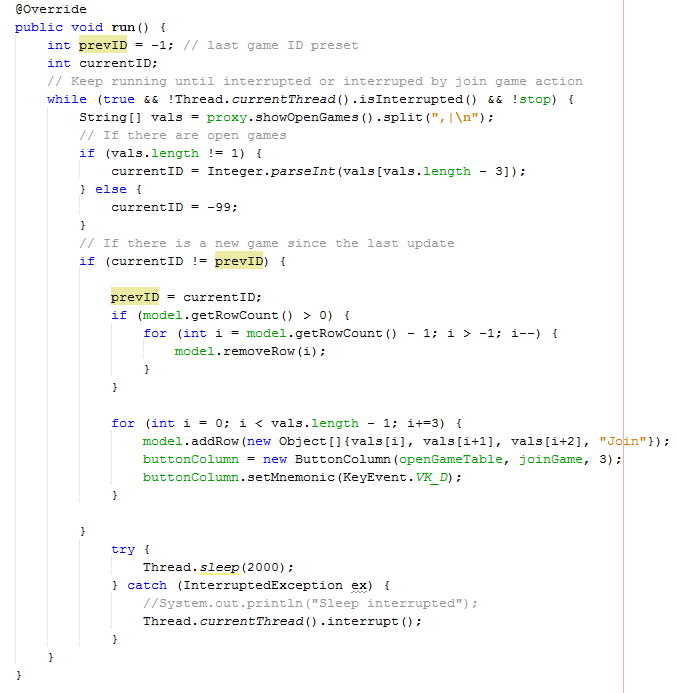 @Override
public void run() {
    int prevID = -1; // last game ID preset
    int currentID;
    // Keep running until interrupted or interruped by join game action
    while (true && !Thread.currentThread().isInterrupted() && !stop) {
        String[] vals = proxy.showOpenGames().split(",|\n");
        // If there are open games
        if (vals.length != 1) {
            currentID = Integer.parseInt(vals[vals.length - 3]);
        } else {
            currentID = -99;
        }
        // If there is a new game since the last update
        if (currentID != prevID) {

            prevID = currentID;
            if (model.getRowCount() > 0) {
                for (int i = model.getRowCount() - 1; i > -1; i--) {
                    model.removeRow(i);
                }
            }

            for (int i = 0; i < vals.length - 1; i+=3) {
                model.addRow(new Object[]{vals[i], vals[i+1], vals[i+2], "Join"});
                buttonColumn = new ButtonColumn(openGameTable, joinGame, 3);
                buttonColumn.setMnemonic(KeyEvent.VK_D);
            }

        }
            try {
                Thread.sleep(2000);
            } catch (InterruptedException ex) {
                //System.out.println("Sleep interrupted");
                Thread.currentThread().interrupt();
            }
    }
}